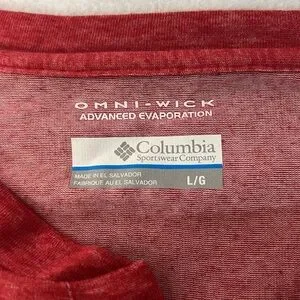 OMNI-WICK
ADVANCED EVAPORATION
Columbia
Sportswear Company
MADE IN EL SALVADOR
FABRIQUÉ AU EL SALVADOR
L/G